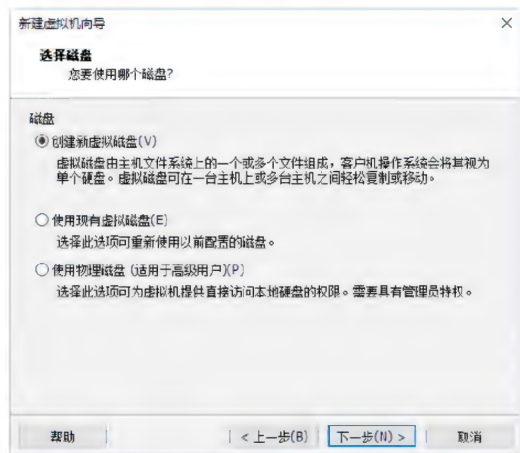 新建虚拟机向导
选择磁盘
您要使用哪个磁盘?
磁盘
创建新虚拟磁盘(V)
虚拟磁盘由主机文件系统上的一个或多个文件组成，客户机操作系统会将其视为
单个硬盘。虚拟磁盘可在一台主机上或多台主机之间轻松复制或移动。
使用现有虚拟磁盘(E)
选择此选项可重新使用以前配置的磁盘。
使用物理磁盘 (适用于高级用户)(P)
选择此选项可为虚拟机提供直接访问本地硬盘的权限。需要具有管理员特权。
帮助 < 上一步(B) 下一步(N) > 取消